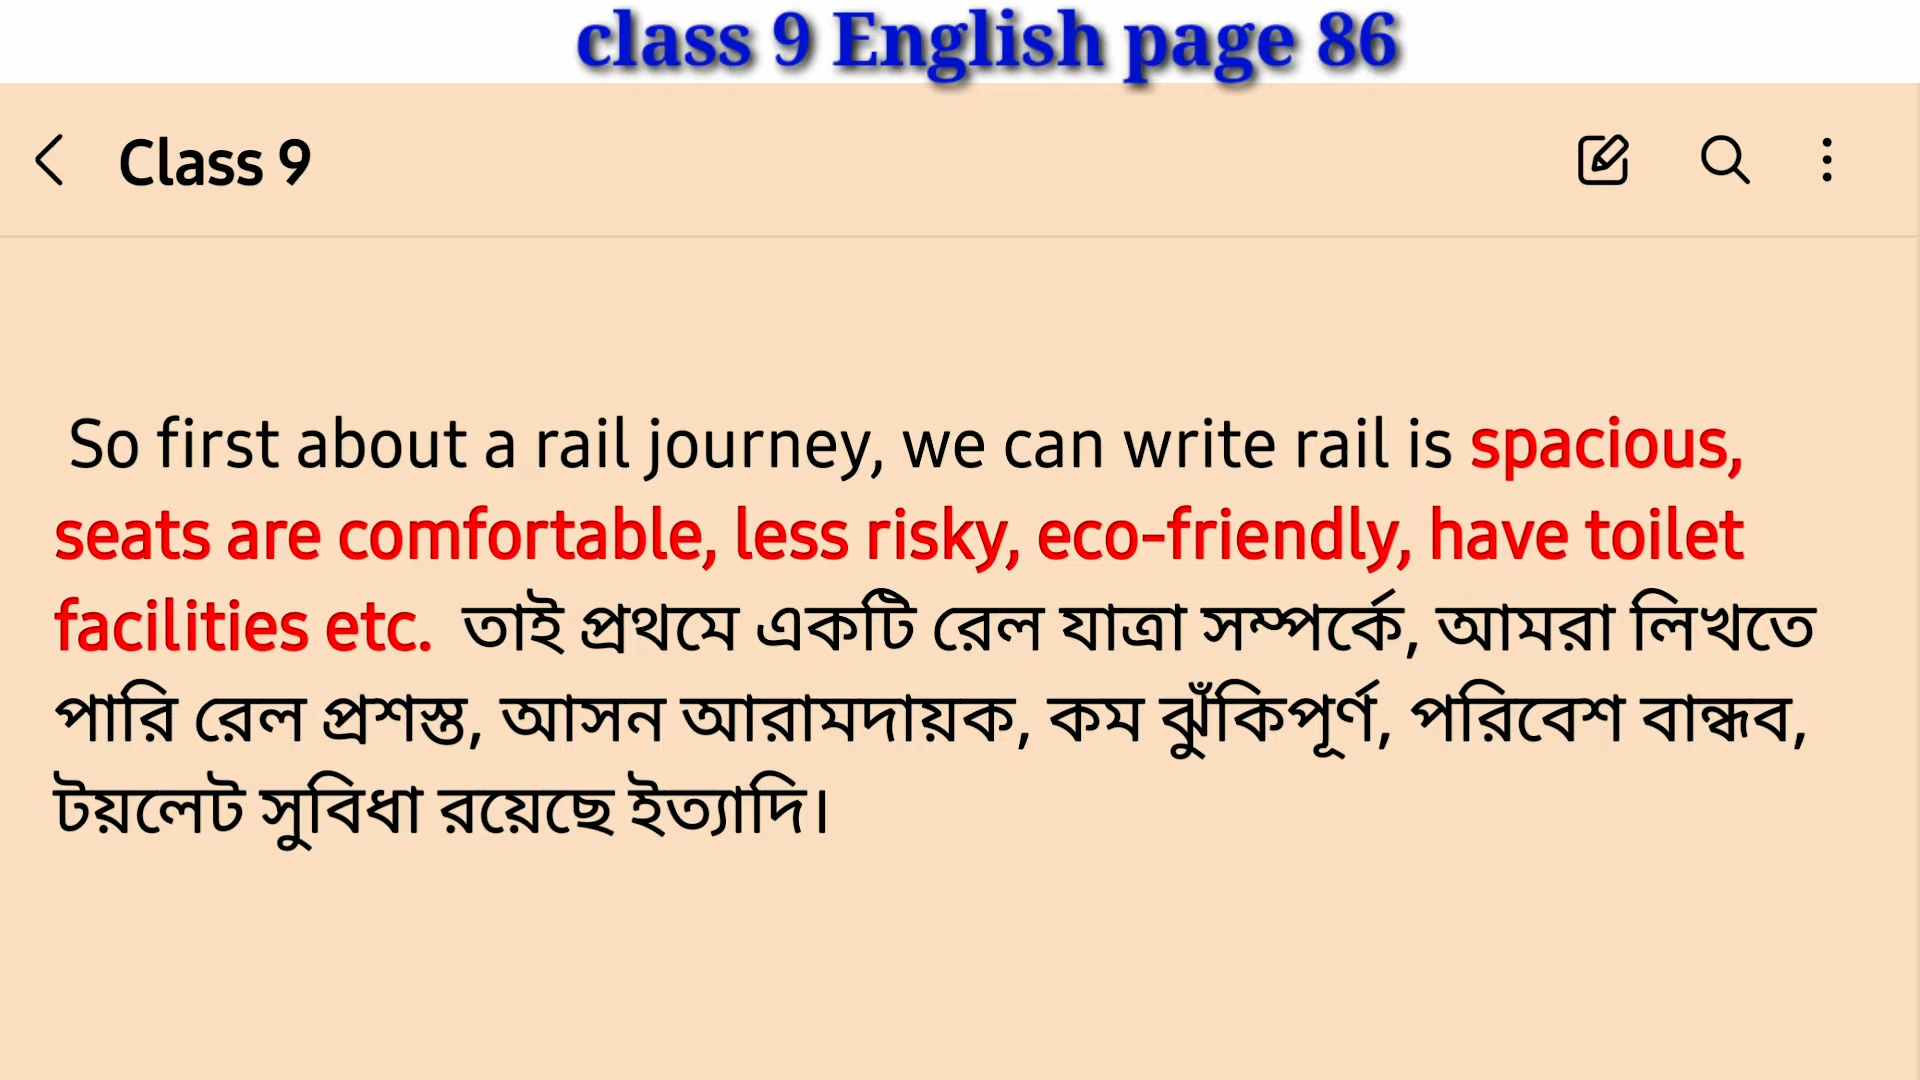 class 9 English page 86
Class 9
So first about a rail journey, we can write rail is spacious,
seats are comfortable, less risky, eco-friendly, have toilet
facilities etc. তাই প্রথমে একটি রেল যাত্রা সম্পর্কে, আমরা লিখতে
পারি রেল প্রশস্ত, আসন আরামদায়ক, কম ঝুঁকিপূর্ণ, পরিবেশ বান্ধব,
টয়লেট সুবিধা রয়েছে ইত্যাদি।